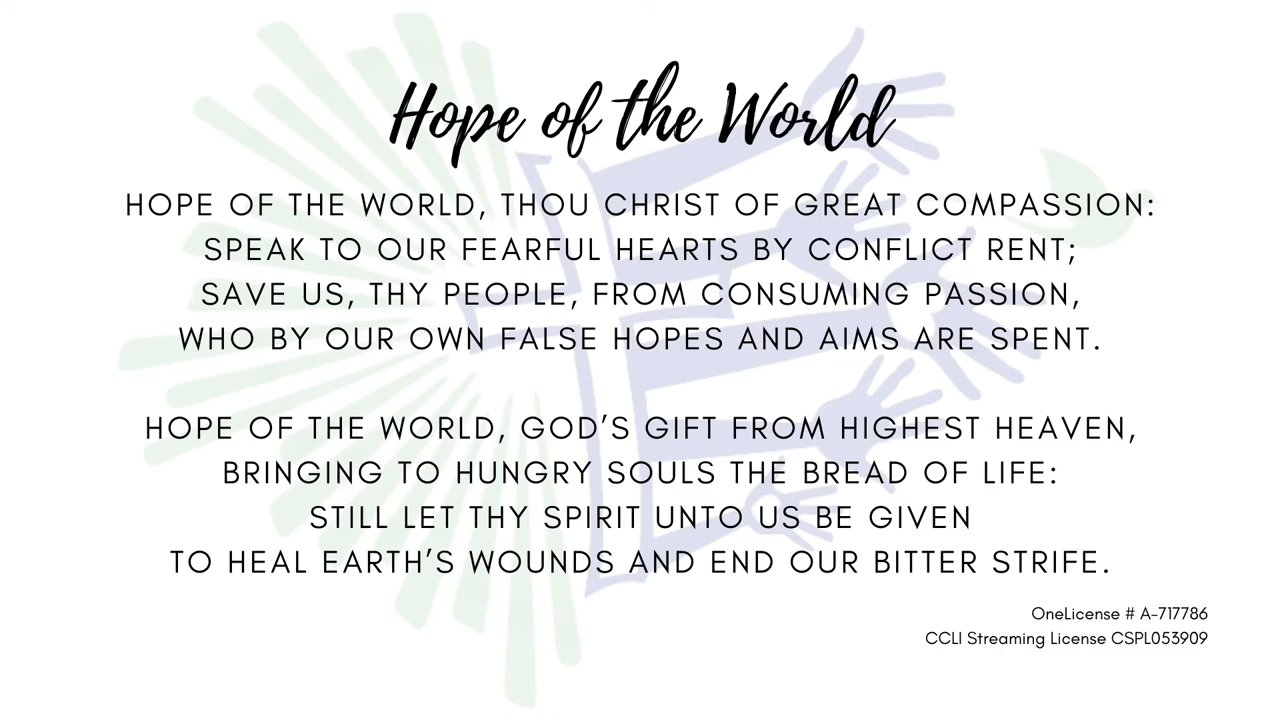 Hope of the World
HOPE OF THE WORLD, THOU CHRIST OF GREAT COMPASSION:
SPEAK TO OUR FEARFUL HEARTS BY CONFLICT RENT;
SAVE US, THY PEOPLE, FROM CONSUMING PASSION,
WHO BY OUR OWN FALSE HOPES AND AIMS ARE SPENT.
HOPE OF THE WORLD, GOD’S GIFT FROM HIGHEST HEAVEN,
BRINGING TO HUNGRY SOULS THE BREAD OF LIFE:
STILL LET THY SPIRIT UNTO US BE GIVEN
TO HEAL EARTH’S WOUNDS AND END OUR BITTER STRIFE.
OneLicense # A-717786
CCLI Streaming License CSPL053909